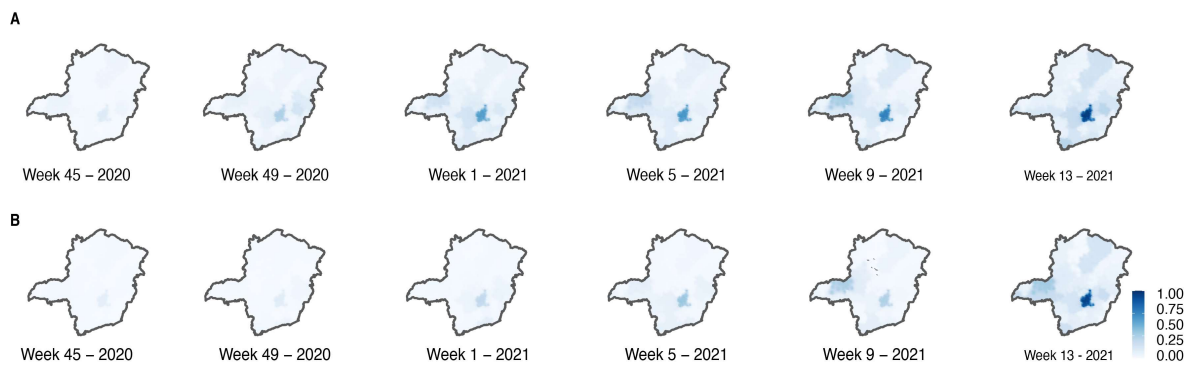 A
Week 45 – 2020
Week 49 – 2020
Week 1 – 2021
Week 5 – 2021
Week 9 – 2021
Week 13 – 2021
B
Week 45 – 2020
Week 49 – 2020
Week 1 – 2021
Week 5 – 2021
Week 9 – 2021
Week 13 - 2021
1.00
0.75
0.50
0.25
0.00